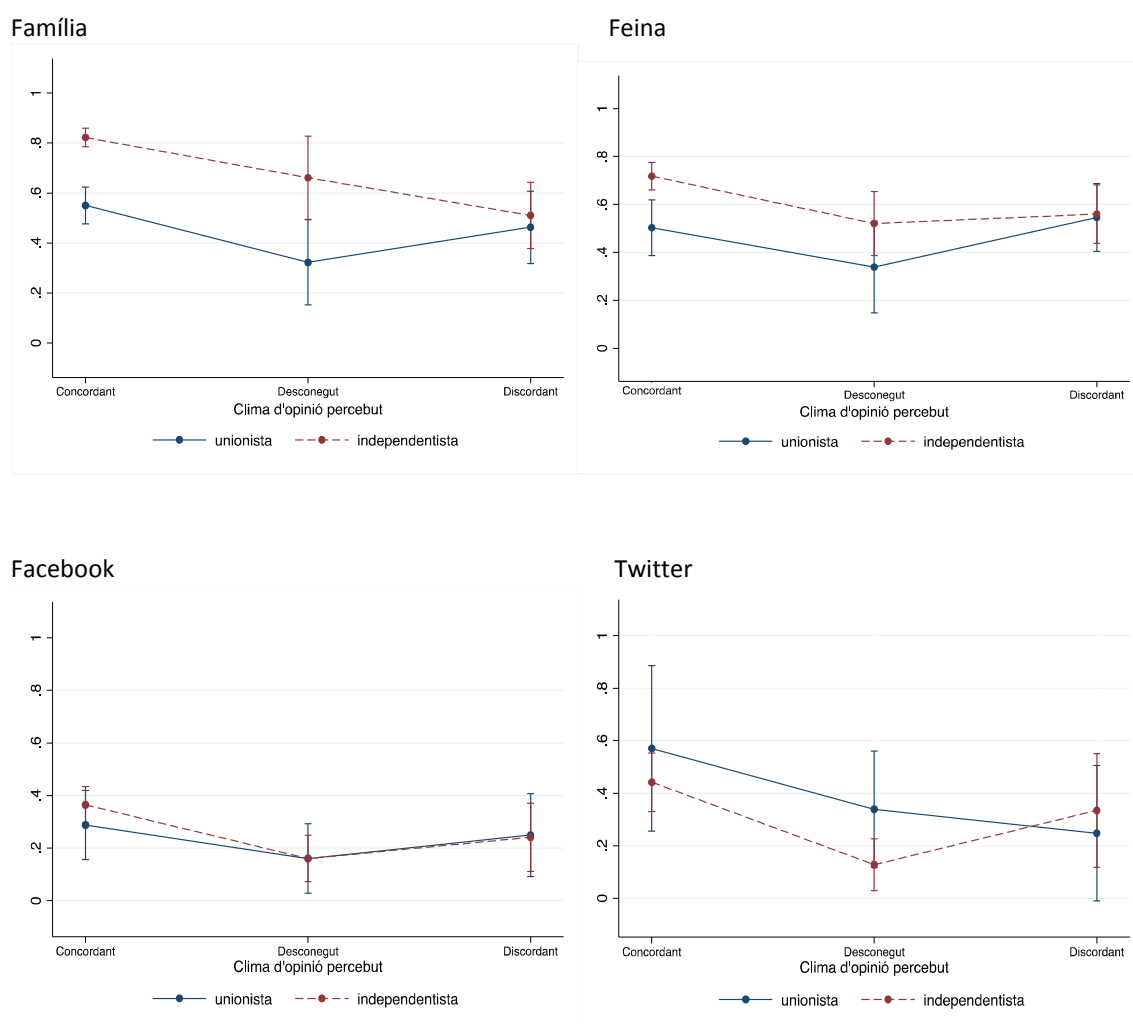 Família
1
.8
.6
.4
.2
0
Concordant Desconegut Discordant
Clima d'opinió percebut
unionista independentista
Feina
1
.8
.6
.4
.2
0
Concordant Desconegut Discordant
Clima d'opinió percebut
unionista independentista
Facebook
1
.8
.6
.4
.2
0
Concordant Desconegut Discordant
Clima d'opinió percebut
unionista independentista
Twitter
1
.8
.6
.4
.2
0
Concordant Desconegut Discordant
Clima d'opinió percebut
unionista independentista